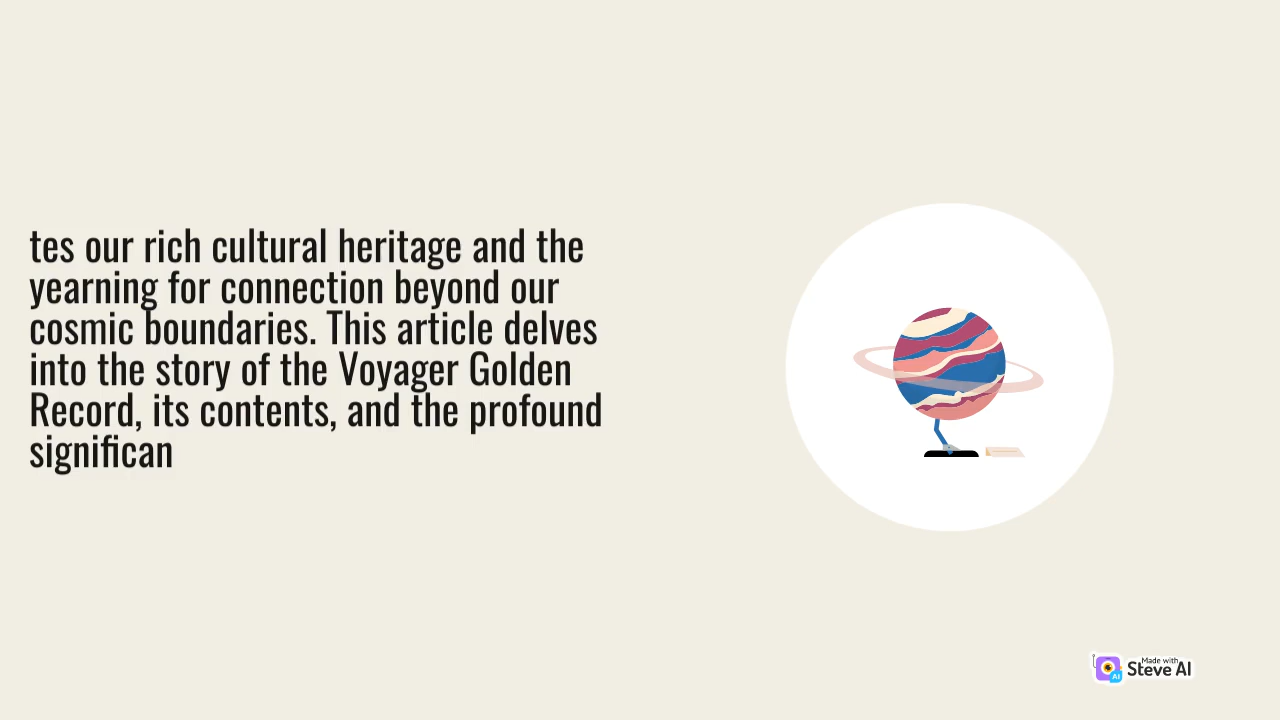 tes our rich cultural heritage and the
yearning for connection beyond our
cosmic boundaries. This article delves
into the story of the Voyager Golden
Record, its contents, and the profound
significan
Made with
Steve AI
AI